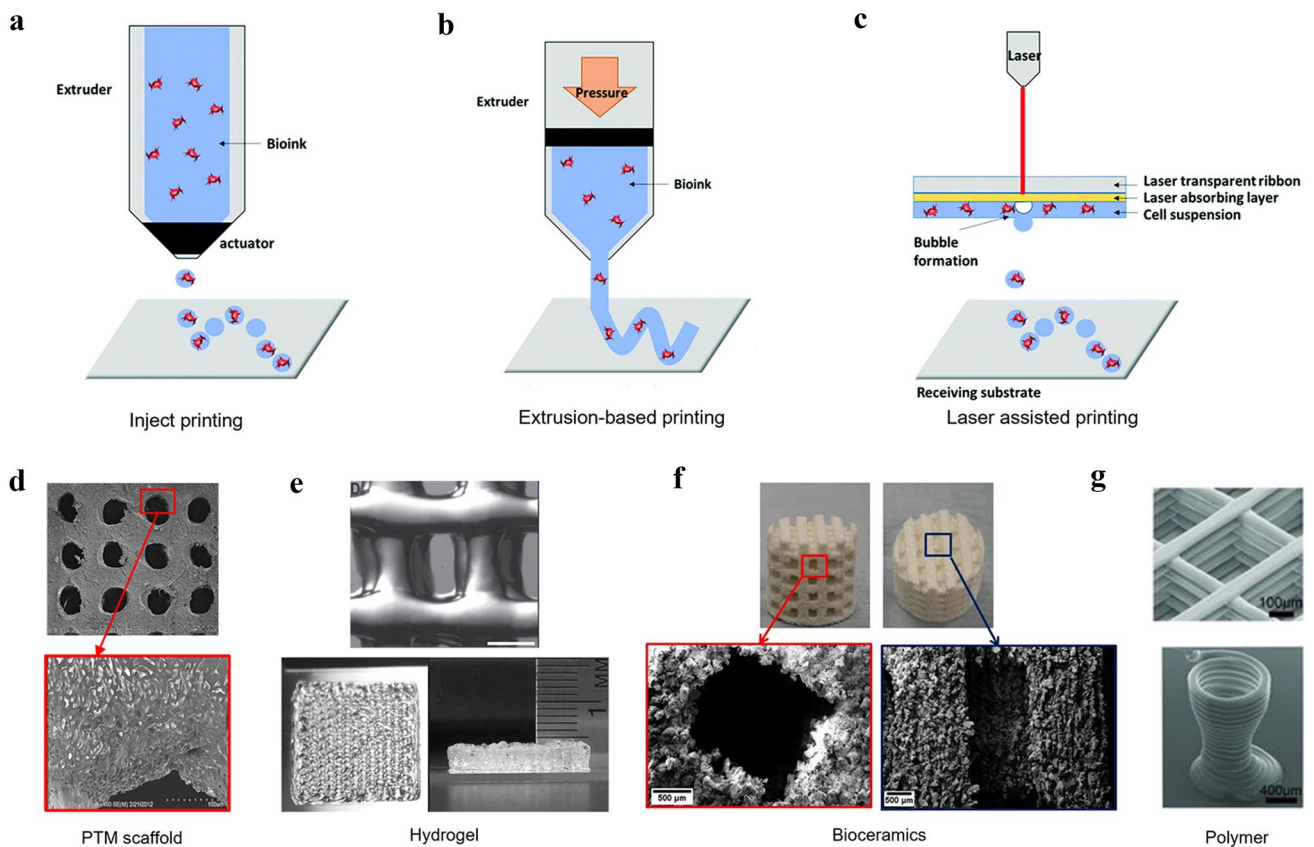 a
Extruder
Bioink
actuator
Inject printing
b
Extruder
Pressure
Bioink
Extrusion-based printing
c
Laser
Laser transparent ribbon
Laser absorbing layer
Cell suspension
Bubble
formation
Receiving substrate
Laser assisted printing
d
100µm
PTM scaffold
e
D
MM
1
Hydrogel
f
500 µm
500 µm
Bioceramics
g
100µm
400µm
Polymer